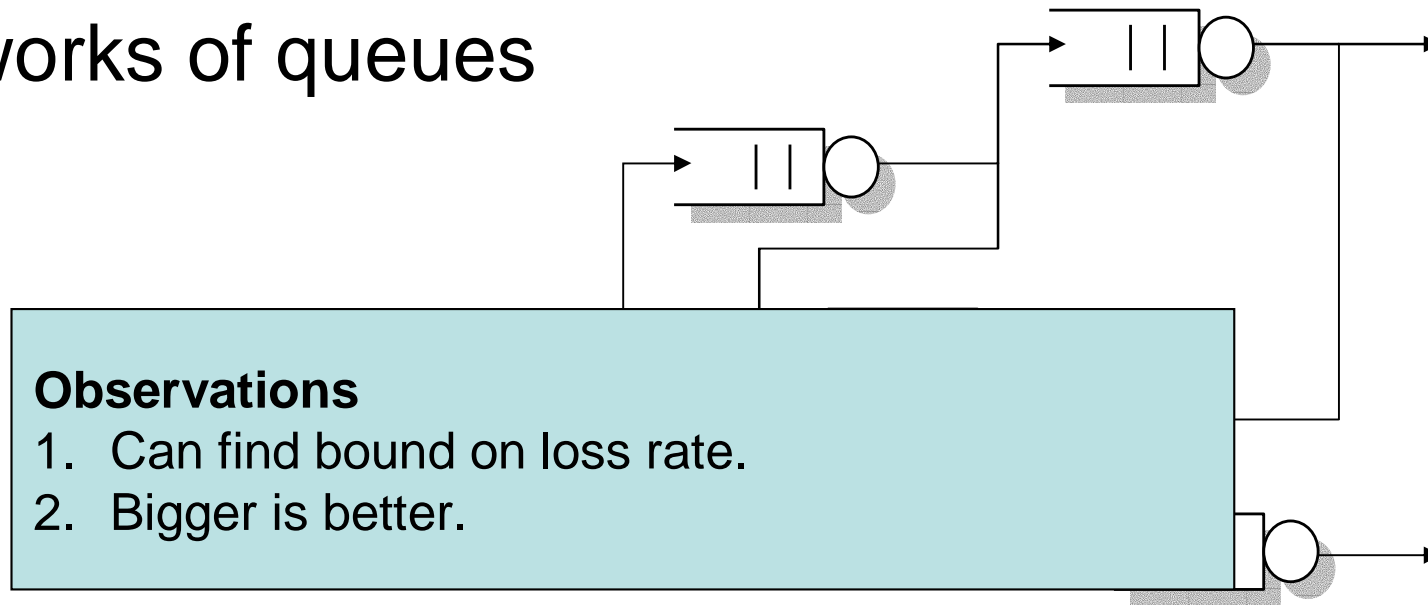 works of queues
Observations
1. Can find bound on loss rate.
2. Bigger is better.